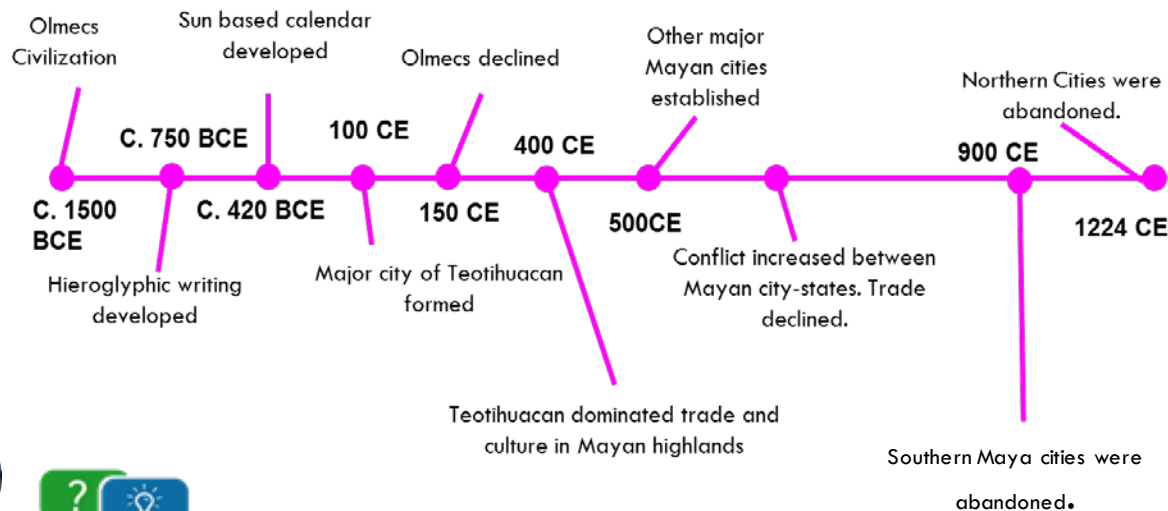 Olmecs
Civilization
Sun based calendar
developed
Olmecs declined
Other major
Mayan cities
established
Northern Cities were
abandoned.
C. 750 BCE
100 CE
400 CE
900 CE
C. 1500
BCE
C. 420 BCE
150 CE
500CE
1224 CE
Hieroglyphic writing
developed
Major city of Teotihuacan
formed
Conflict increased between
Mayan city-states. Trade
declined.
Teotihuacan dominated trade and
culture in Mayan highlands
Southern Maya cities were
abandoned.
?